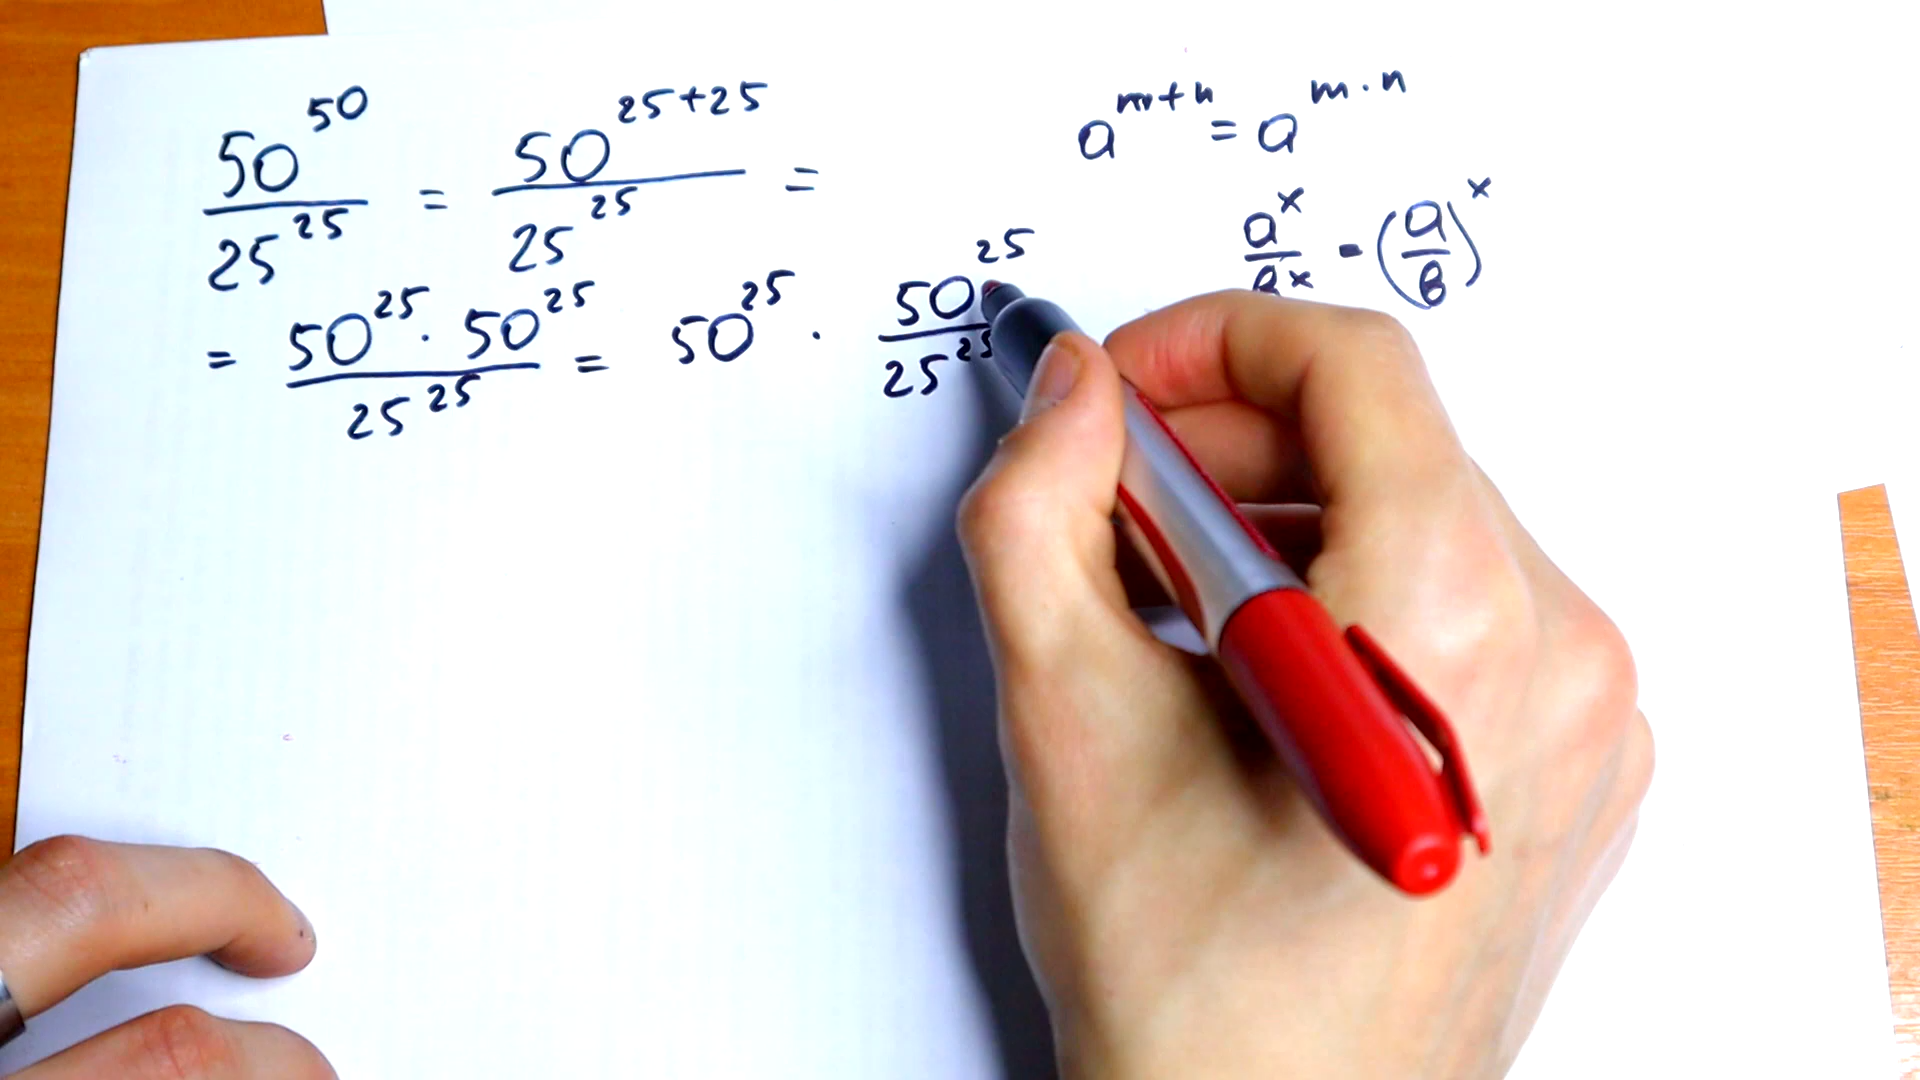 50^50 / 25^25 = 50^(25+25) / 25^25 =
= 50^25 · 50^25 / 25^25 = 50^25 · 50^25 / 25^25
a^(m+n) = a^(m·n)
a^x / в^x = (a/в)^x